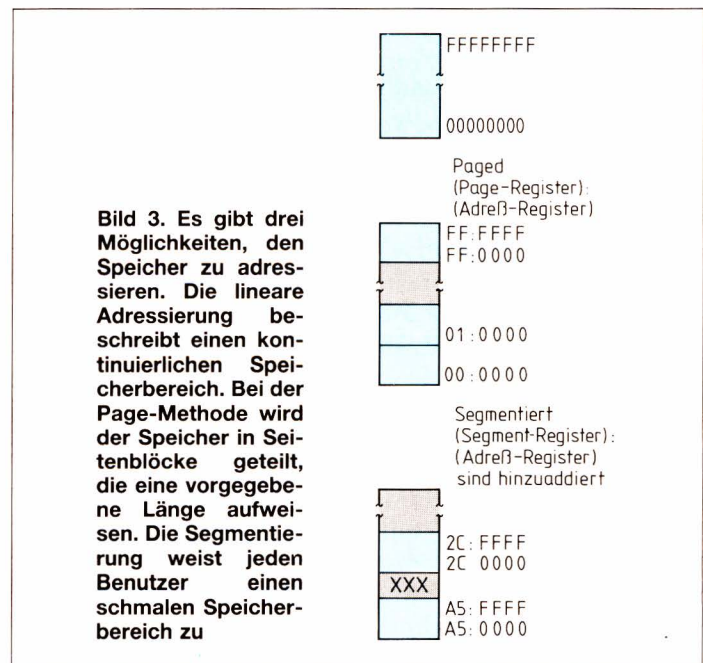 Bild 3. Es gibt drei
Möglichkeiten, den
Speicher zu adres-
sieren. Die lineare
Adressierung be-
schreibt einen kon-
tinuierlichen Spei-
cherbereich. Bei der
Page-Methode wird
der Speicher in Sei-
tenblöcke geteilt,
die eine vorgegebe-
ne Länge aufwei-
sen. Die Segmentie-
rung weist jeden
Benutzer einen
schmalen Speicher-
bereich zu
FFFFFFFF
00000000
Paged
(Page-Register):
(Adreß-Register)
FF:FFFF
FF:0000
01:0000
00:0000
Segmentiert
(Segment-Register):
(Adreß-Register)
sind hinzuaddiert
2C:FFFF
2C 0000
XXX
A5:FFFF
A5:0000